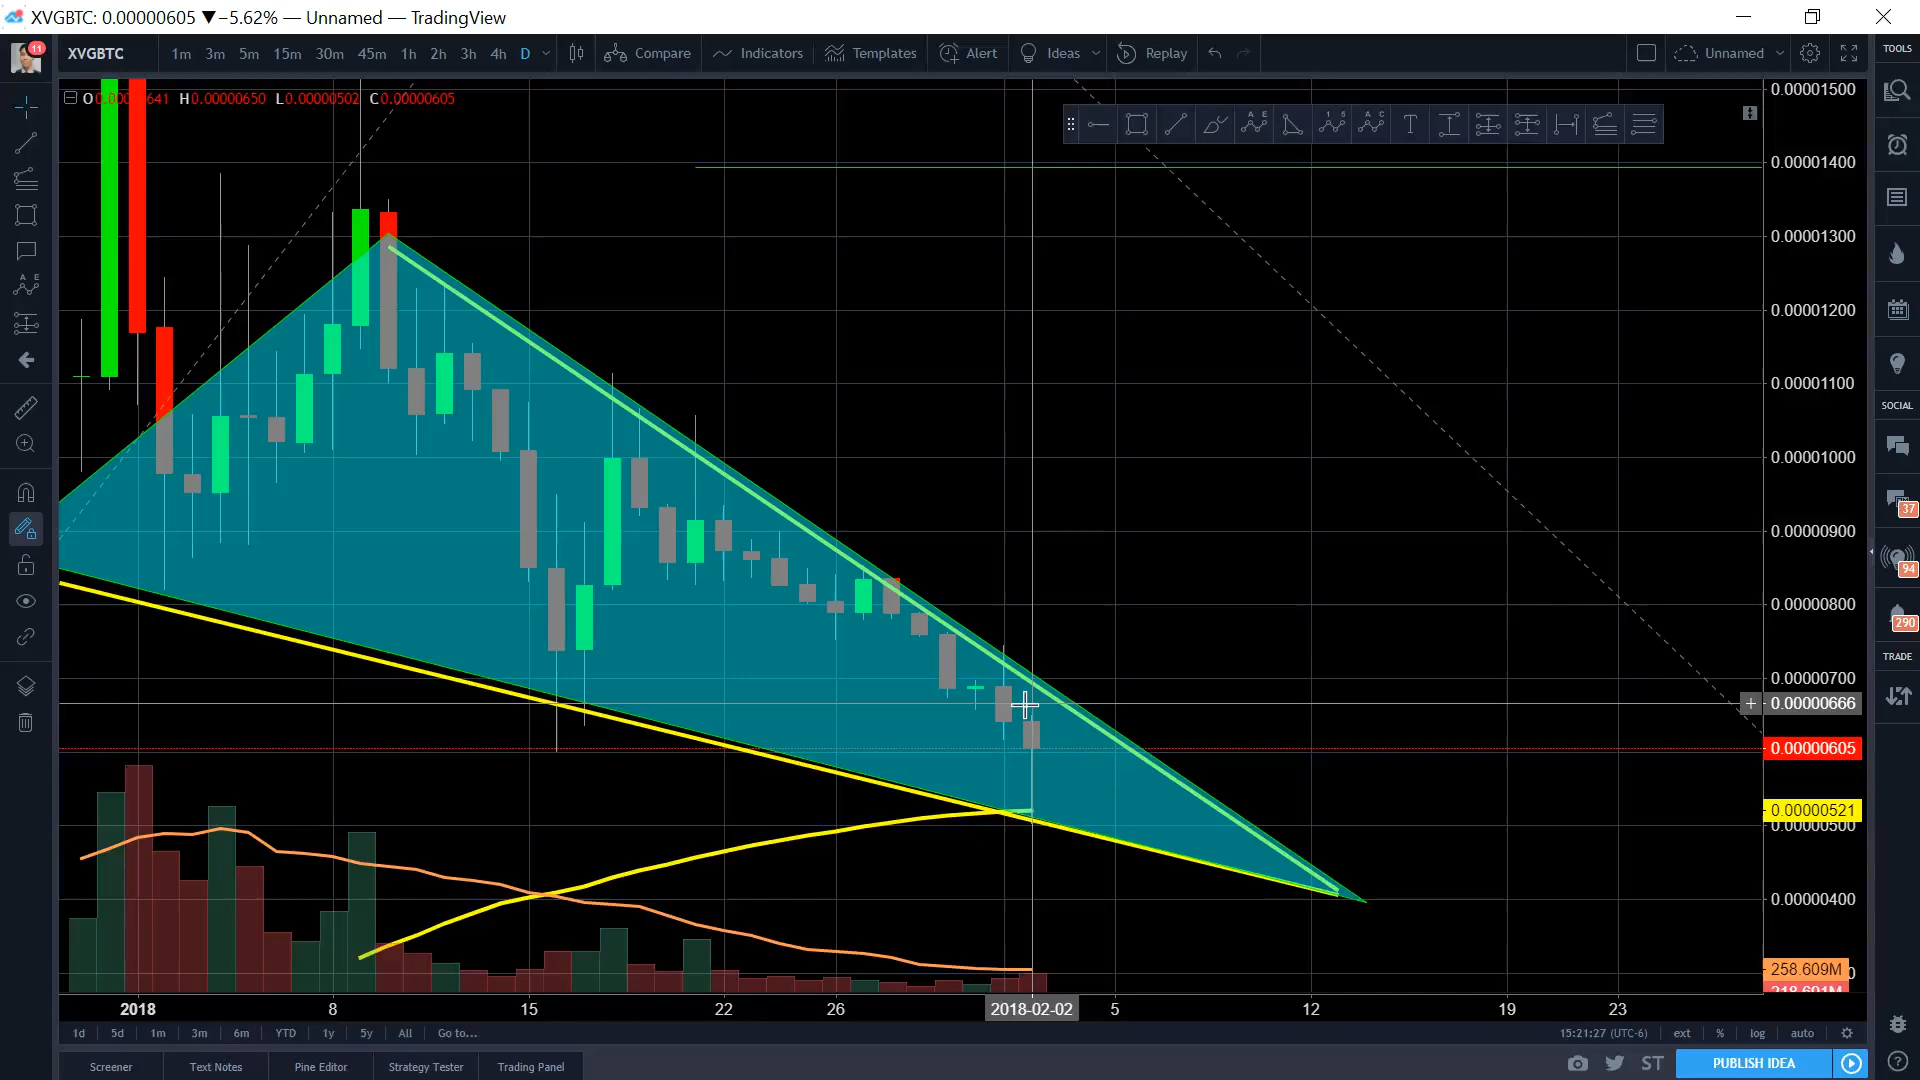 XVGBTC: 0.00000605 ▼−5.62% — Unnamed — TradingView
11 XVGBTC 1m 3m 5m 15m 30m 45m 1h 2h 3h 4h D Compare Indicators Templates Alert Ideas Replay Unnamed TOOLS
O H0.00000650 L0.00000502 C0.00000605
0.00001500
0.00001400
0.00001300
0.00001200
0.00001100
0.00001000
0.00000900
0.00000800
0.00000700
0.00000666
0.00000605
0.00000521
0.00000500
0.00000400
258.609M
SOCIAL
37
94
290
TRADE
2018 8 15 22 26 2018-02-02 5 12 19 23
1d 5d 1m 3m 6m YTD 1y 5y All Go to... 15:21:27 (UTC-6) ext % log auto
Screener Text Notes Pine Editor Strategy Tester Trading Panel ST PUBLISH IDEA